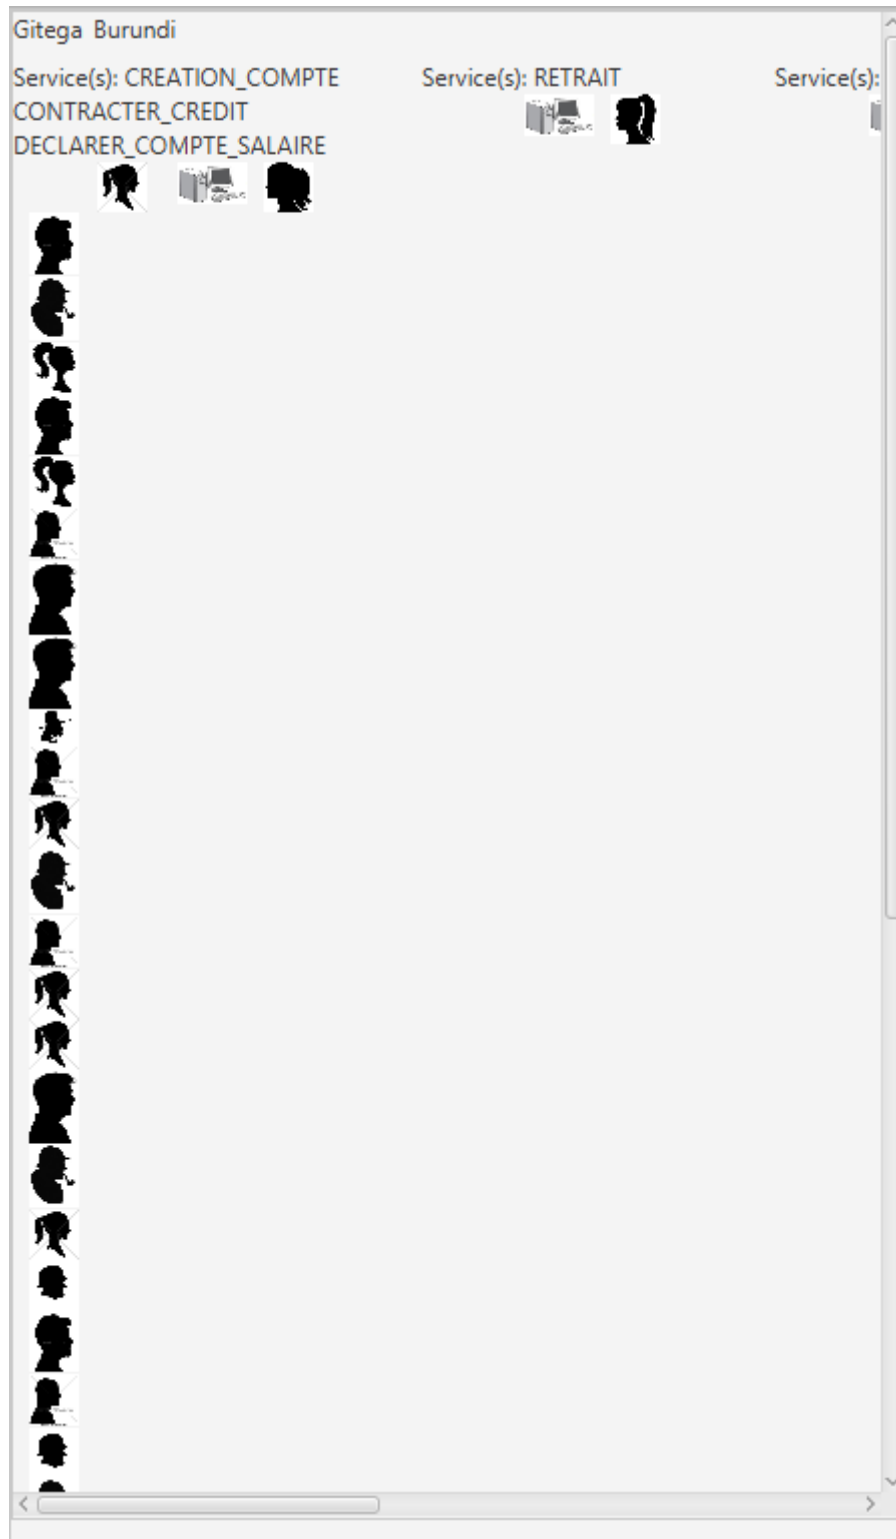 Gitega Burundi
Service(s): CREATION_COMPTE
CONTRACTER_CREDIT
DECLARER_COMPTE_SALAIRE
Service(s): RETRAIT
Service(s):